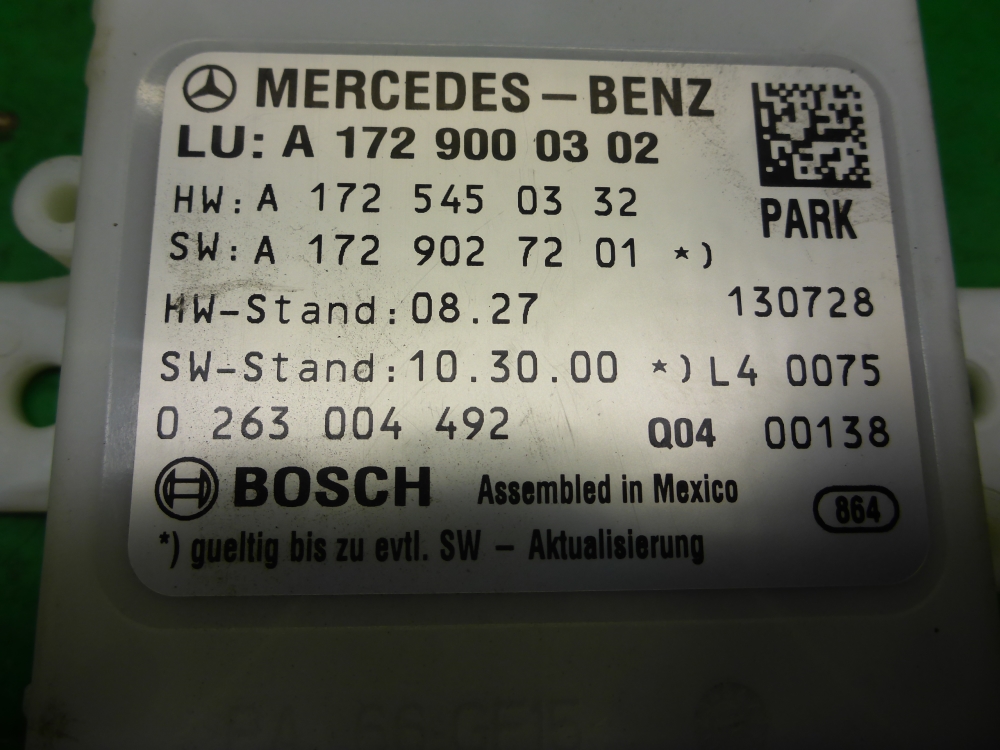 MERCEDES – BENZ
LU: A 172 900 03 02
PARK
HW: A 172 545 03 32
SW: A 172 902 72 01 *)
HW-Stand: 08.27 130728
SW-Stand: 10.30.00 *) L4 0075
0 263 004 492 Q04 00138
BOSCH Assembled in Mexico
864
*) gueltig bis zu evtl. SW – Aktualisierung